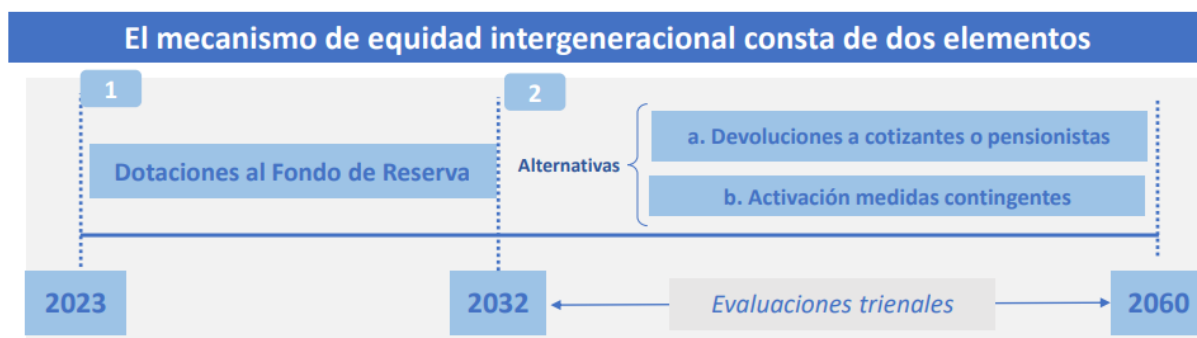 El mecanismo de equidad intergeneracional consta de dos elementos
1
2
Dotaciones al Fondo de Reserva
Alternativas
a. Devoluciones a cotizantes o pensionistas
b. Activación medidas contingentes
2023
2032
Evaluaciones trienales
2060